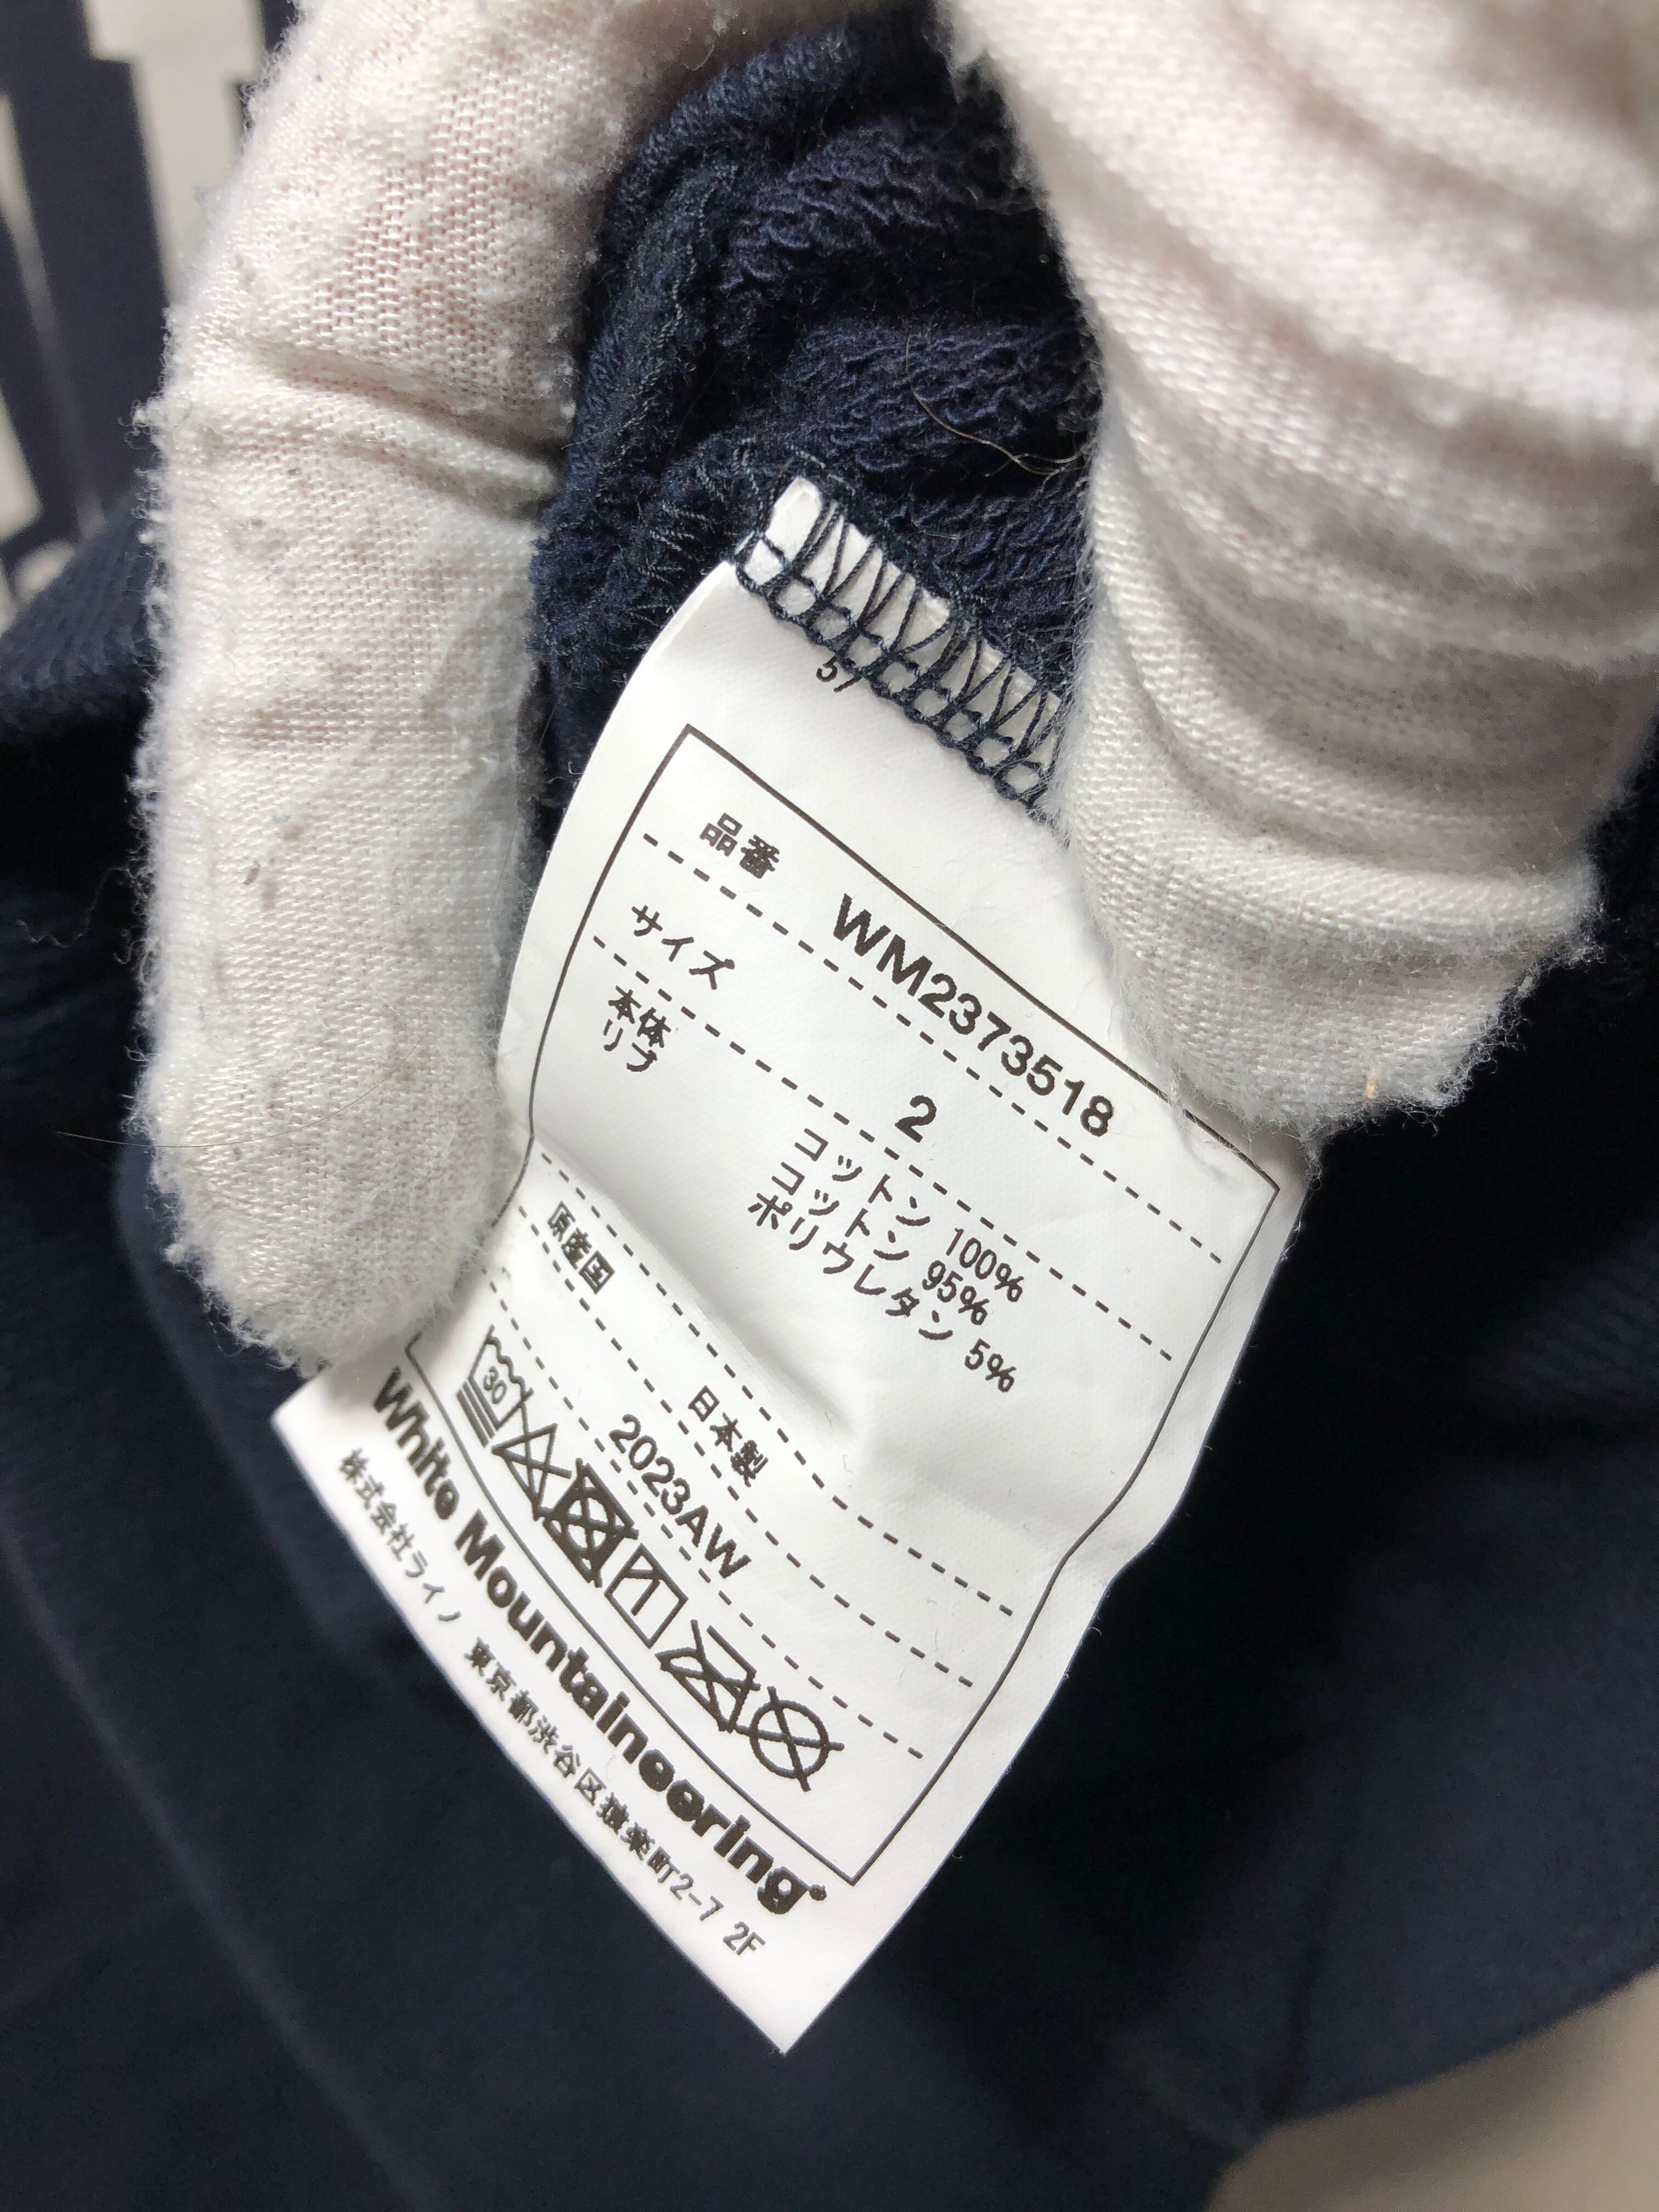 57
品番 WM2373518
サイズ 2
本体 コットン 100%
リブ コットン 95%
ポリウレタン 5%
原産国 日本製
2023AW
30
White Mountaineering®
株式会社ライノ 東京都渋谷区猿楽町2-7 2F